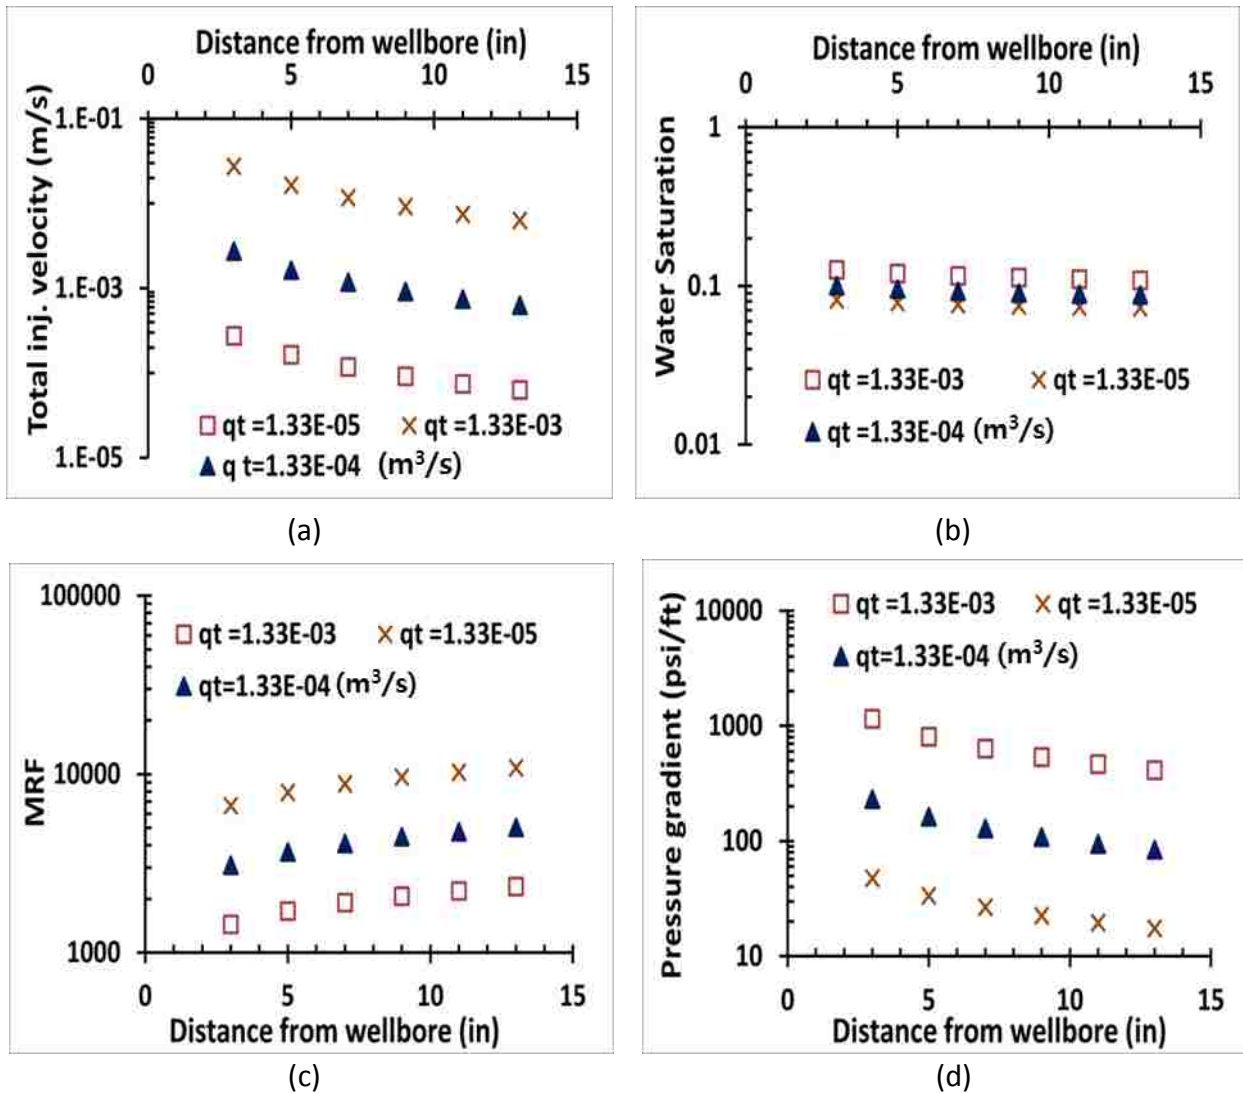 Distance from wellbore (in)
0 5 10 15
Total inj. velocity (m/s)
1.E-01
1.E-03
1.E-05
qt =1.33E-05 qt =1.33E-03
q t=1.33E-04 (m³/s)
(a)
Distance from wellbore (in)
0 5 10 15
Water Saturation
1
0.1
0.01
qt =1.33E-03 qt =1.33E-05
qt =1.33E-04 (m³/s)
(b)
MRF
100000
10000
1000
qt =1.33E-03 qt =1.33E-05
qt=1.33E-04 (m³/s)
0 5 10 15
Distance from wellbore (in)
(c)
Pressure gradient (psi/ft)
10000
1000
100
10
qt =1.33E-03 qt =1.33E-05
qt=1.33E-04 (m³/s)
0 5 10 15
Distance from wellbore (in)
(d)